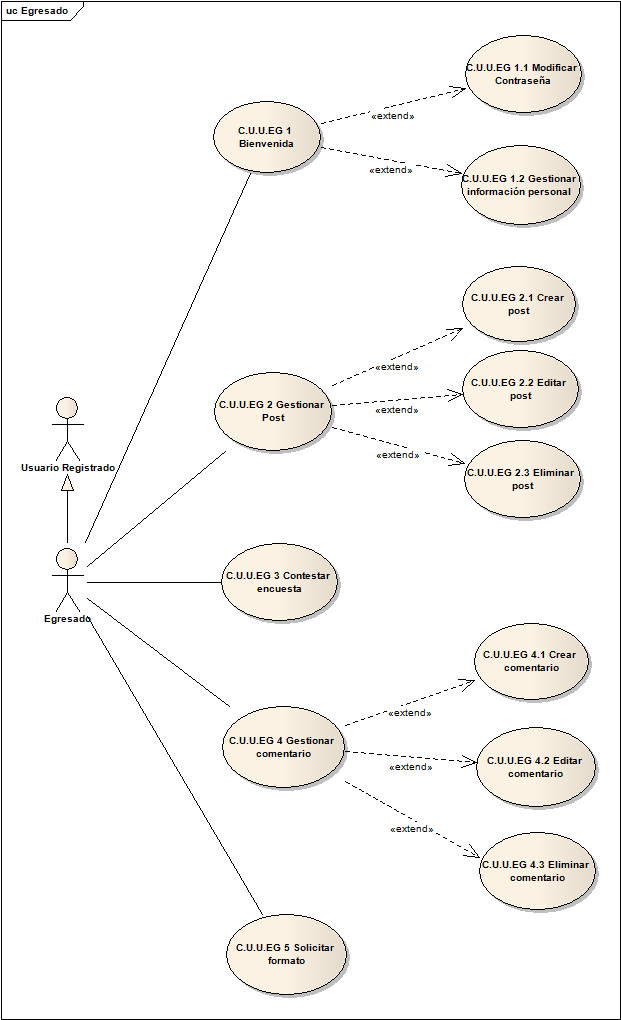 uc Egresado
C.U.U.EG 1.1 Modificar
Contraseña
«extend»
C.U.U.EG 1
Bienvenida
«extend»
C.U.U.EG 1.2 Gestionar
información personal
C.U.U.EG 2.1 Crear
post
«extend»
C.U.U.EG 2 Gestionar
Post
«extend»
C.U.U.EG 2.2 Editar
post
«extend»
C.U.U.EG 2.3 Eliminar
post
Usuario Registrado
C.U.U.EG 3 Contestar
encuesta
Egresado
C.U.U.EG 4.1 Crear
comentario
«extend»
C.U.U.EG 4 Gestionar
comentario
«extend»
C.U.U.EG 4.2 Editar
comentario
«extend»
C.U.U.EG 4.3 Eliminar
comentario
C.U.U.EG 5 Solicitar
formato